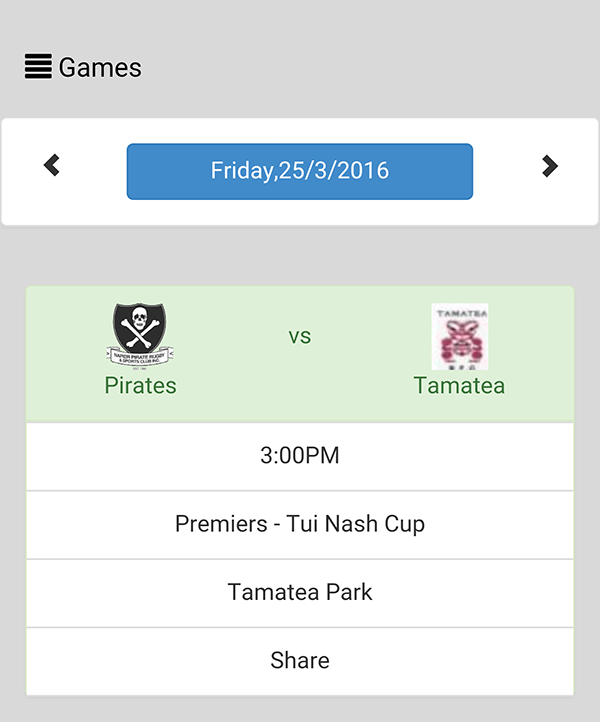 Games
Friday,25/3/2016
NAPIER PIRATE RUGBY
& SPORTS CLUB INC.
vs
TAMATEA
R.F.C.
Pirates
Tamatea
3:00PM
Premiers - Tui Nash Cup
Tamatea Park
Share